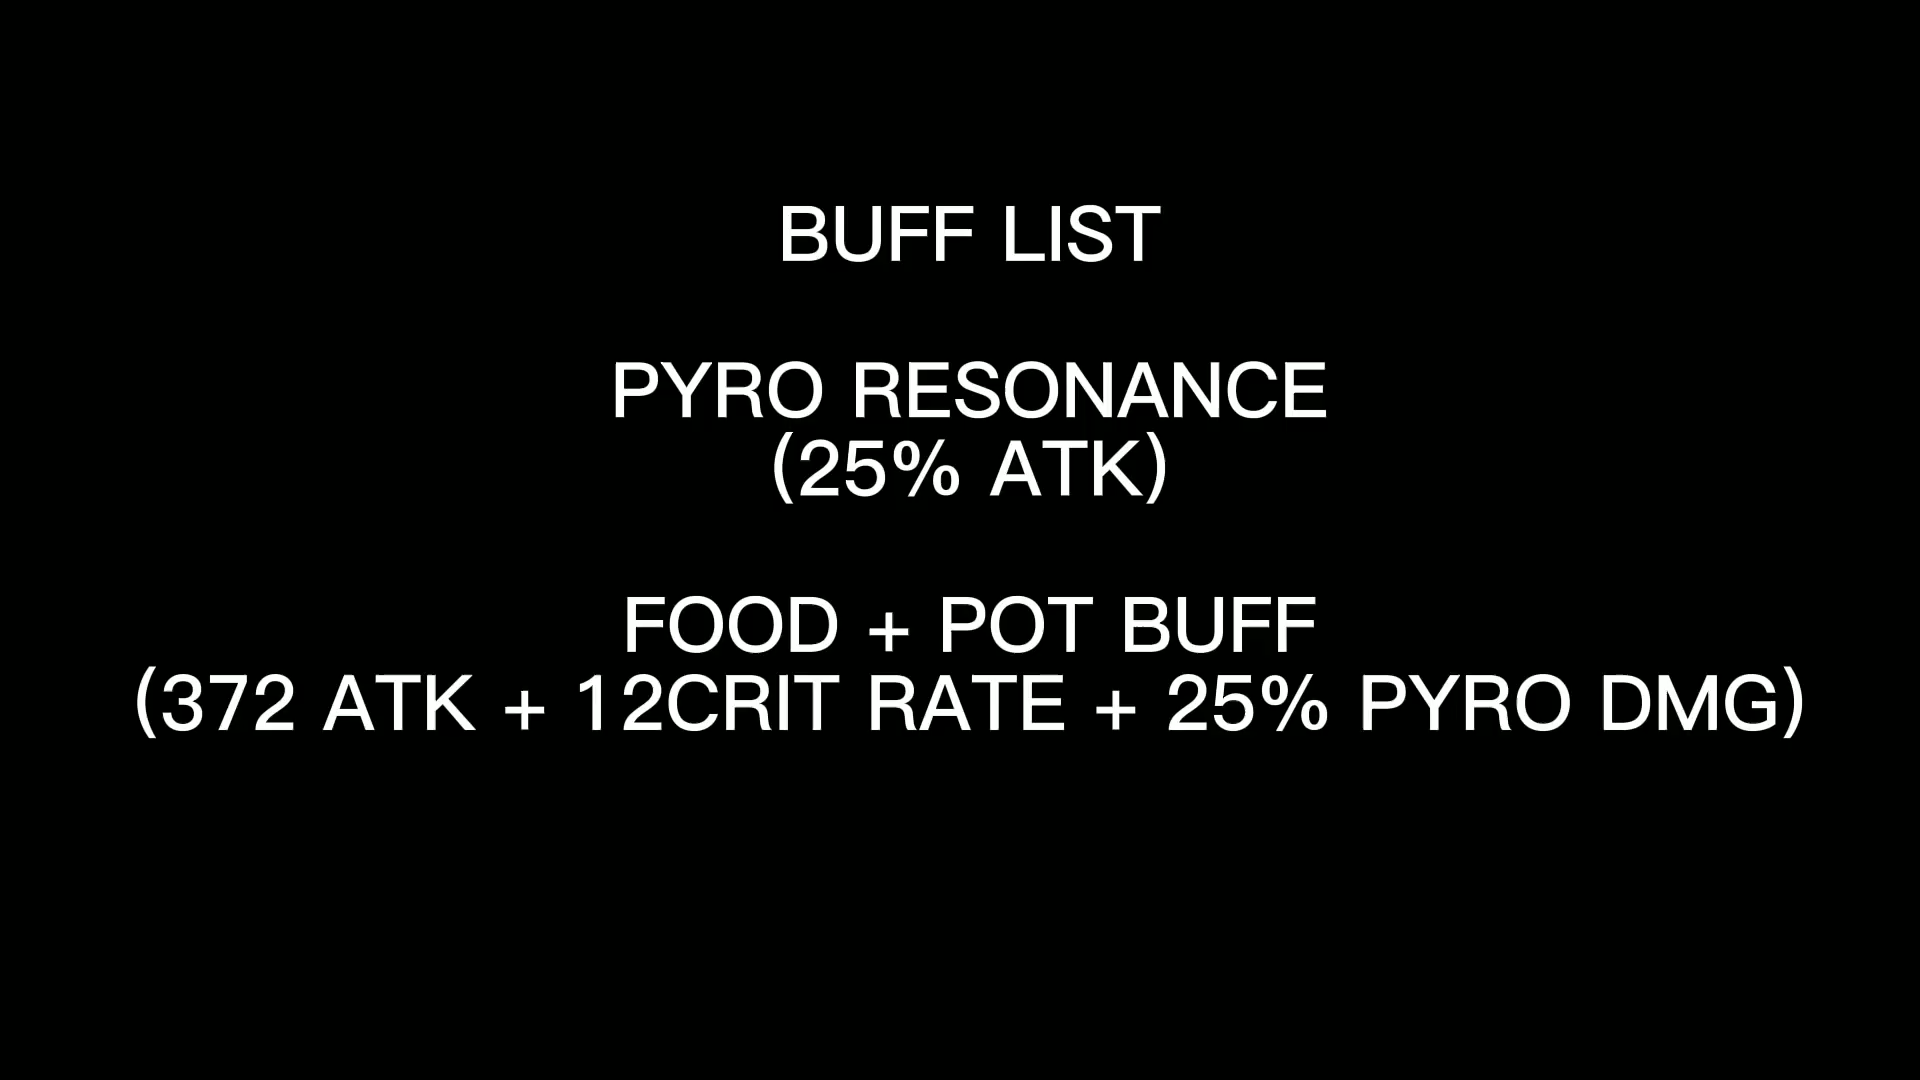 BUFF LIST
PYRO RESONANCE
(25% ATK)
FOOD + POT BUFF
(372 ATK + 12CRIT RATE + 25% PYRO DMG)